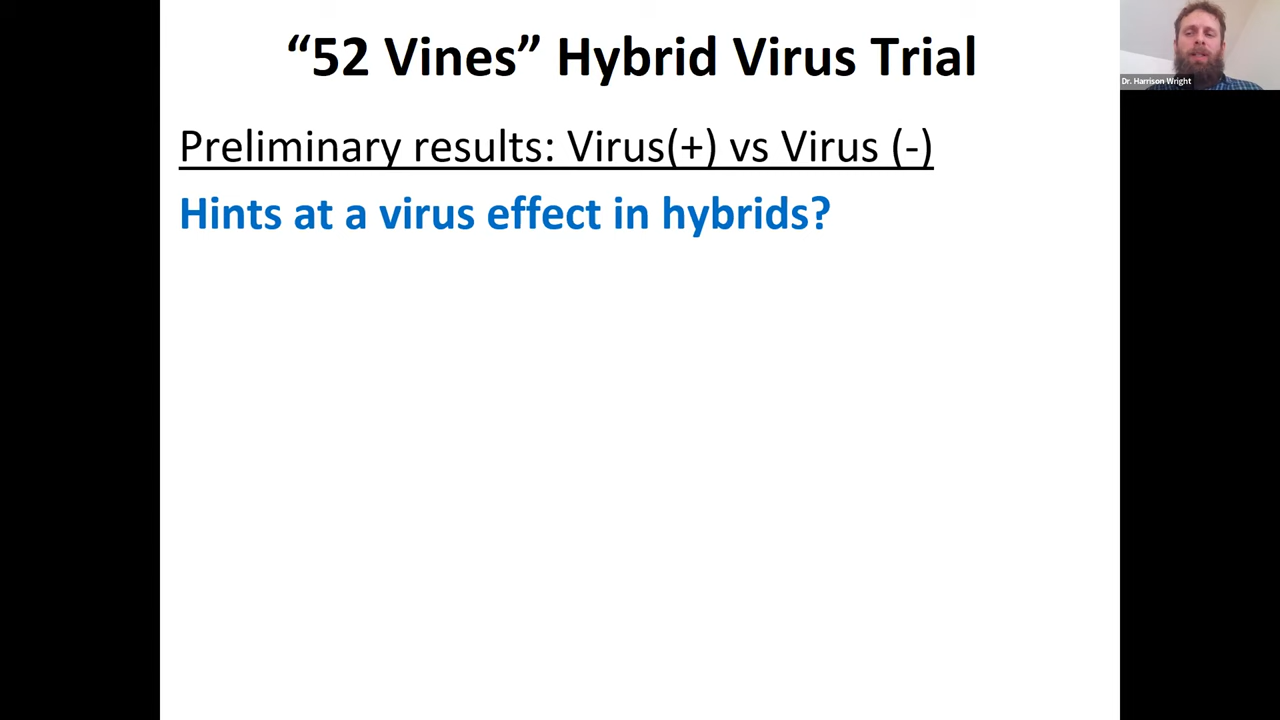 “52 Vines” Hybrid Virus Trial
Dr. Harrison Wright
Preliminary results: Virus(+) vs Virus (-)
Hints at a virus effect in hybrids?